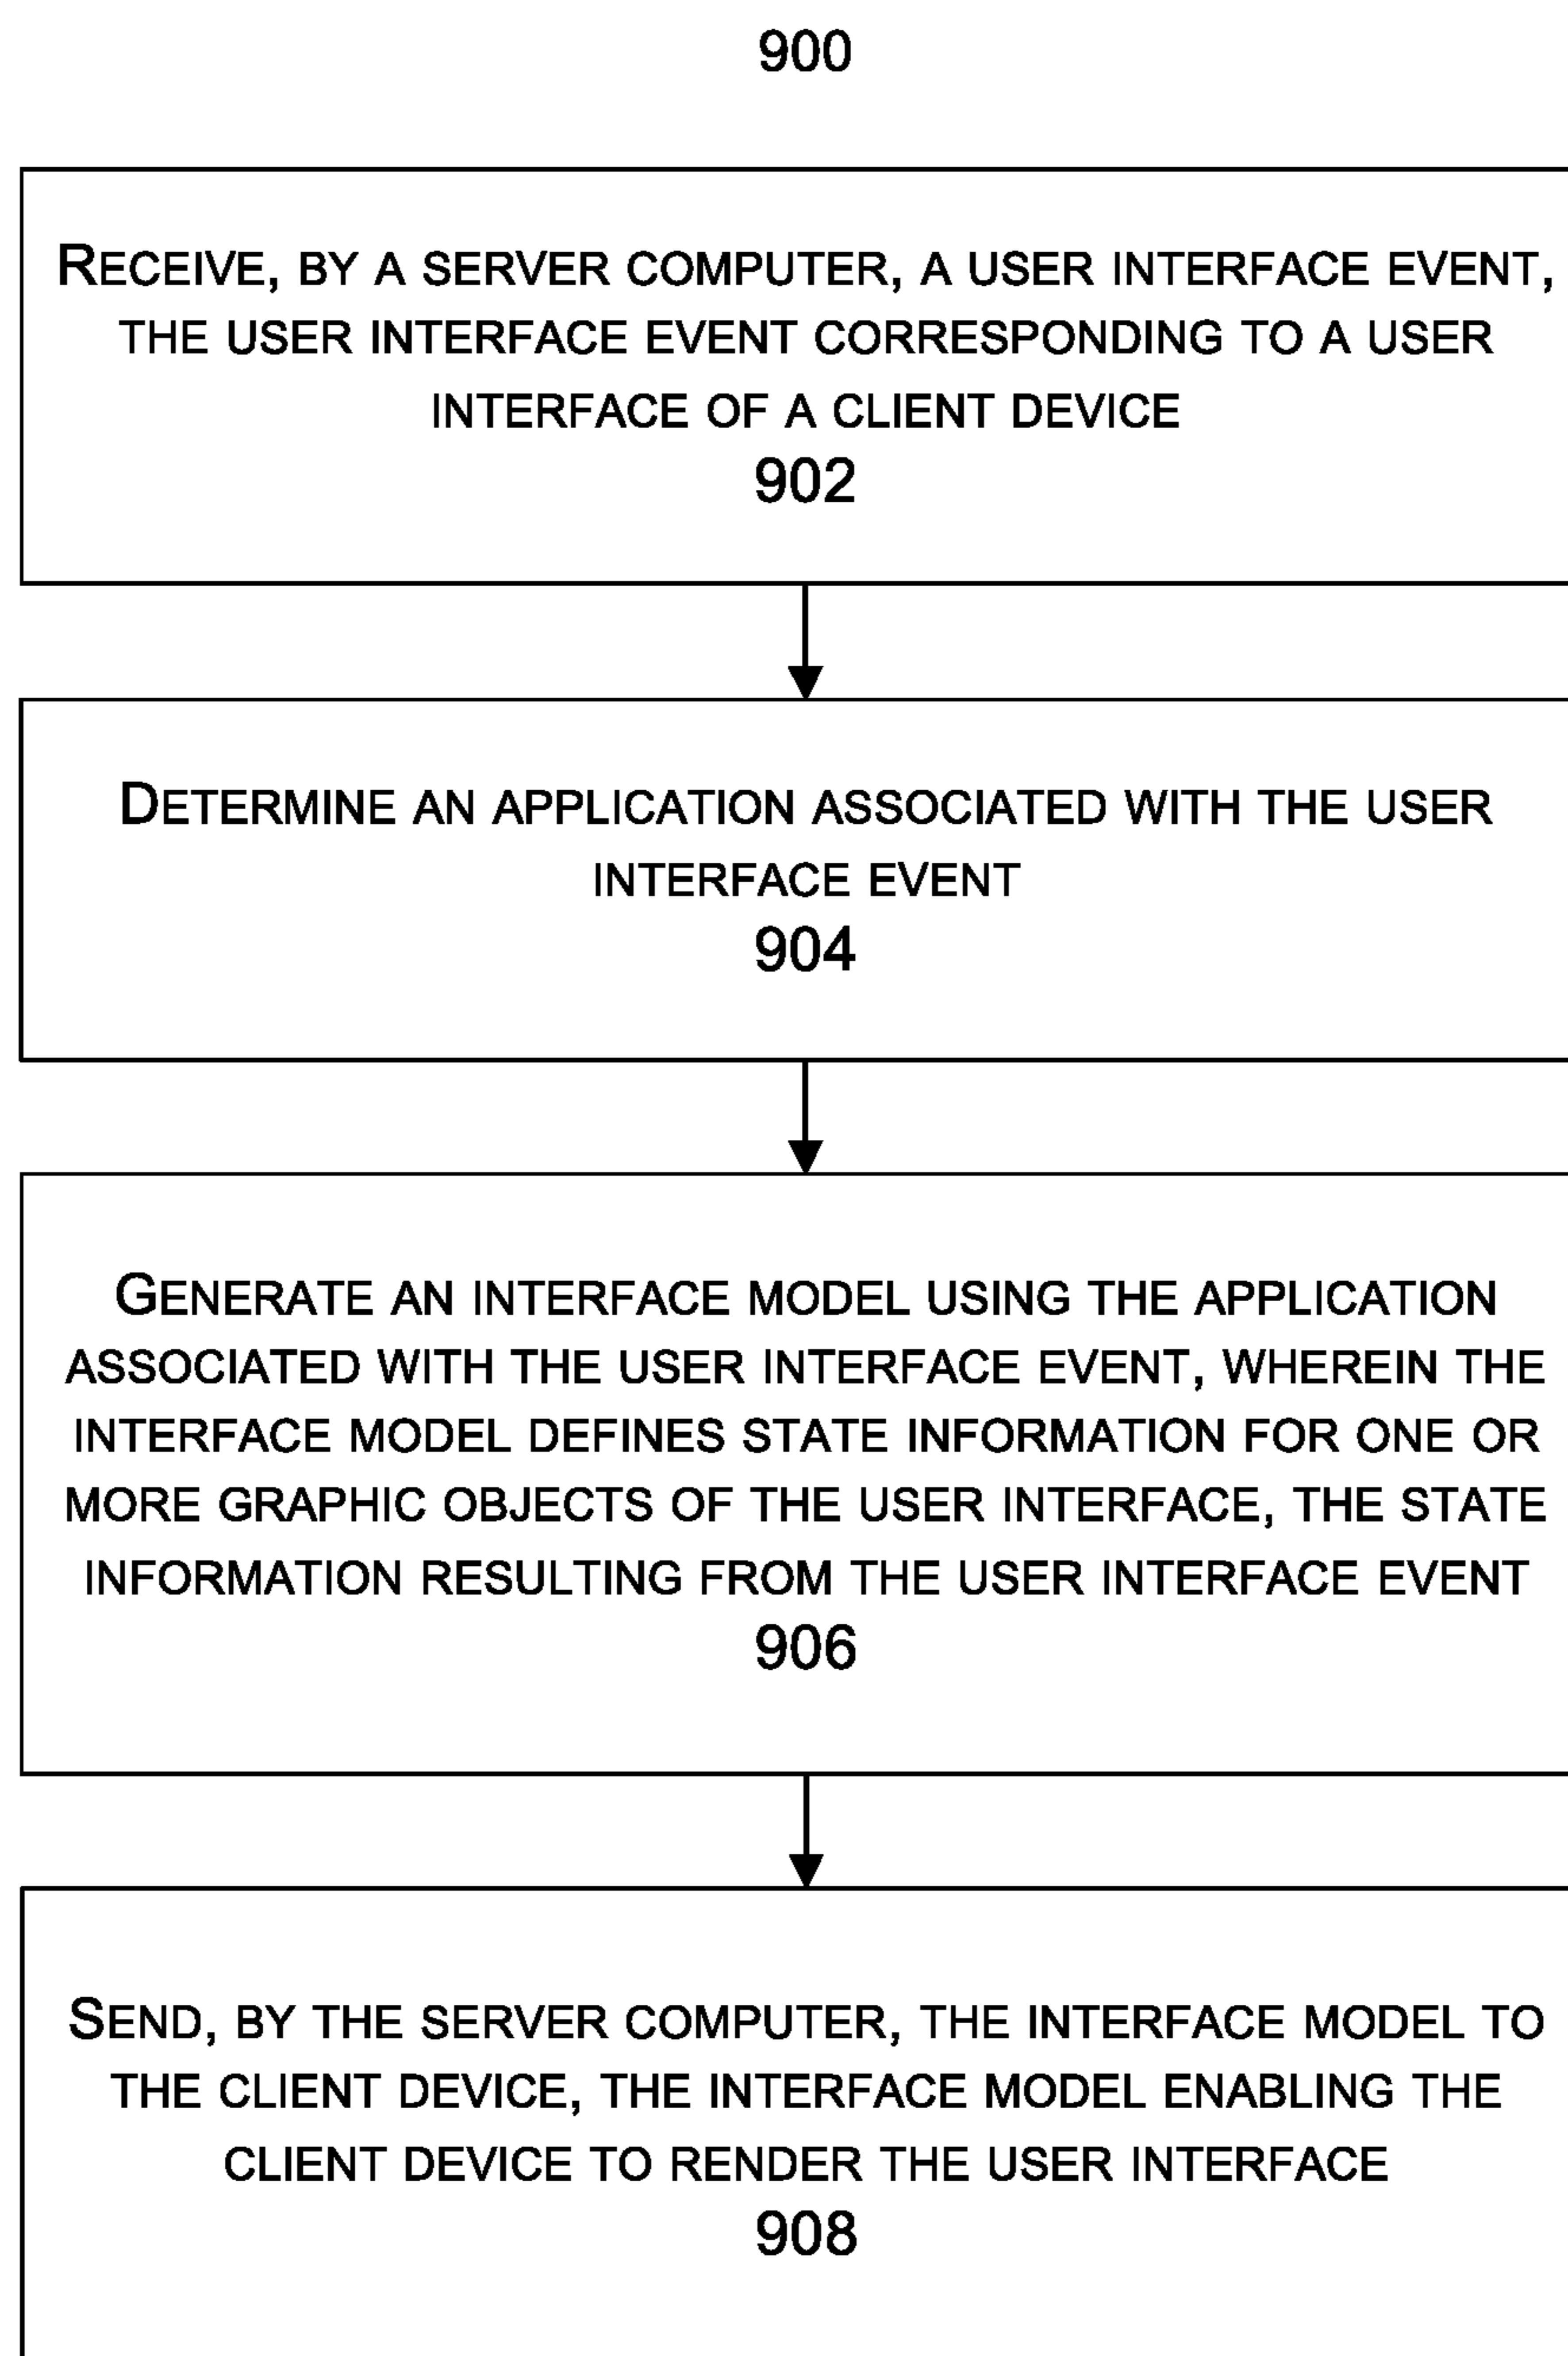 900
RECEIVE, BY A SERVER COMPUTER, A USER INTERFACE EVENT,
THE USER INTERFACE EVENT CORRESPONDING TO A USER
INTERFACE OF A CLIENT DEVICE
902
DETERMINE AN APPLICATION ASSOCIATED WITH THE USER
INTERFACE EVENT
904
GENERATE AN INTERFACE MODEL USING THE APPLICATION
ASSOCIATED WITH THE USER INTERFACE EVENT, WHEREIN THE
INTERFACE MODEL DEFINES STATE INFORMATION FOR ONE OR
MORE GRAPHIC OBJECTS OF THE USER INTERFACE, THE STATE
INFORMATION RESULTING FROM THE USER INTERFACE EVENT
906
SEND, BY THE SERVER COMPUTER, THE INTERFACE MODEL TO
THE CLIENT DEVICE, THE INTERFACE MODEL ENABLING THE
CLIENT DEVICE TO RENDER THE USER INTERFACE
908